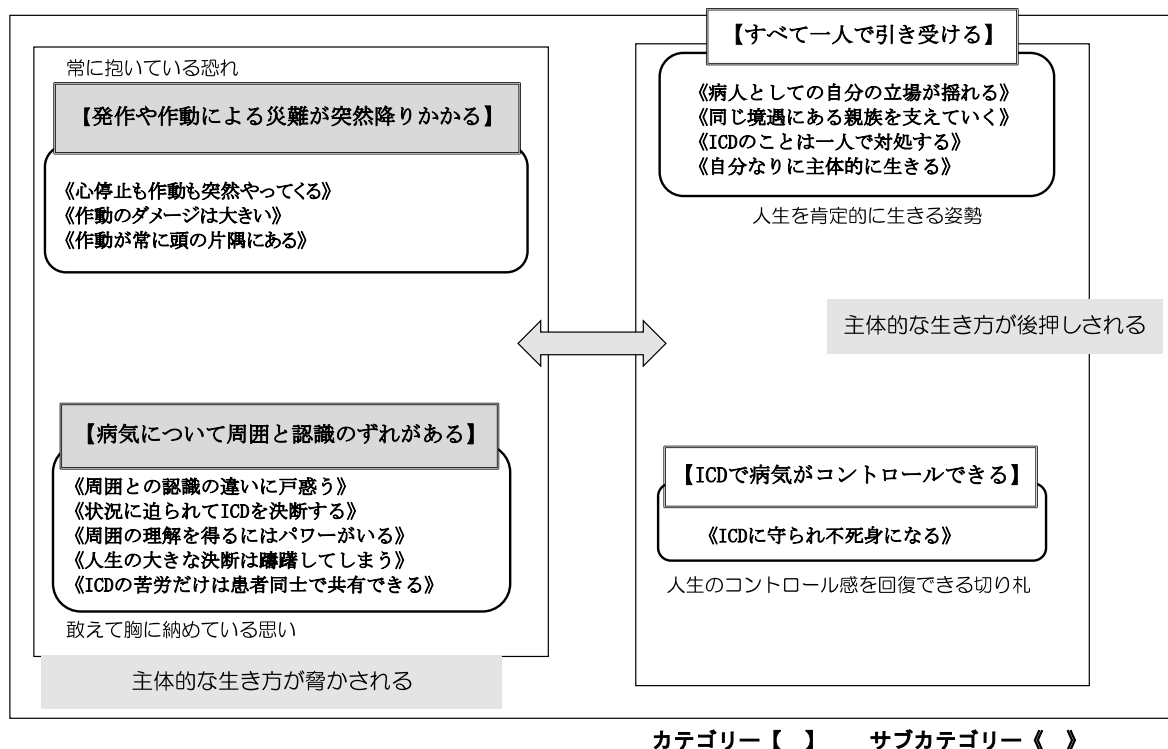 常に抱いている恐れ
【発作や作動による災難が突然降りかかる】
《心停止も作動も突然やってくる》
《作動のダメージは大きい》
《作動が常に頭の片隅にある》
【病気について周囲と認識のずれがある】
《周囲との認識の違いに戸惑う》
《状況に迫られてICDを決断する》
《周囲の理解を得るにはパワーがいる》
《人生の大きな決断は躊躇してしまう》
《ICDの苦労だけは患者同士で共有できる》
敢えて胸に納めている思い
主体的な生き方が脅かされる
【すべて一人で引き受ける】
《病人としての自分の立場が揺れる》
《同じ境遇にある親族を支えていく》
《ICDのことは一人で対処する》
《自分なりに主体的に生きる》
人生を肯定的に生きる姿勢
主体的な生き方が後押しされる
【ICDで病気がコントロールできる】
《ICDに守られ不死身になる》
人生のコントロール感を回復できる切り札
カテゴリー【　】　サブカテゴリー《　》